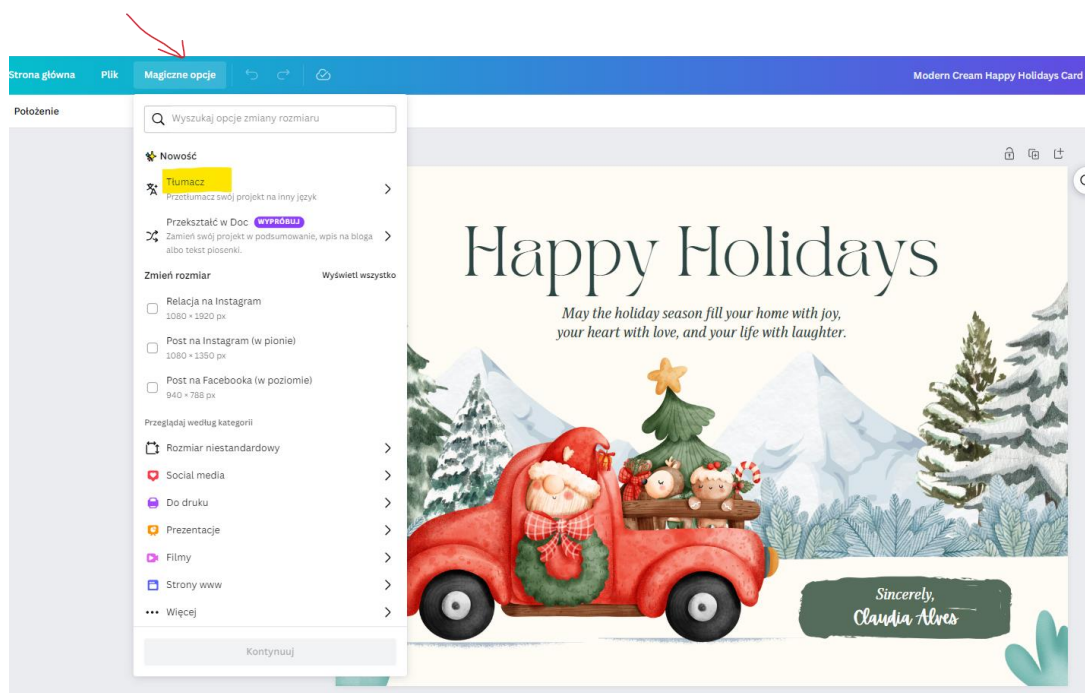 Strona główna Plik Magiczne opcje Modern Cream Happy Holidays Card
Położenie
Wyszukaj opcje zmiany rozmiaru
Nowość
Tłumacz
Przetłumacz swój projekt na inny język
Przekształć w Doc WYPRÓBUJ
Zamień swój projekt w podsumowanie, wpis na bloga
albo tekst piosenki.
Zmień rozmiar Wyświetl wszystko
Relacja na Instagram
1080 × 1920 px
Post na Instagram (w pionie)
1080 × 1350 px
Post na Facebooka (w poziomie)
940 × 788 px
Przeglądaj według kategorii
Rozmiar niestandardowy
Social media
Do druku
Prezentacje
Filmy
Strony www
Więcej
Kontynuuj
Happy Holidays
May the holiday season fill your home with joy,
your heart with love, and your life with laughter.
Sincerely,
Claudia Alves